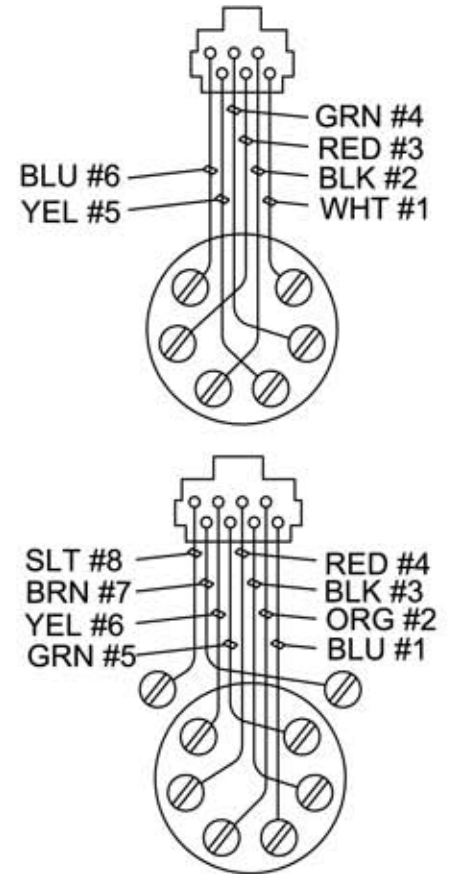 GRN #4
RED #3
BLU #6
BLK #2
YEL #5
WHT #1
SLT #8
RED #4
BRN #7
BLK #3
YEL #6
ORG #2
GRN #5
BLU #1